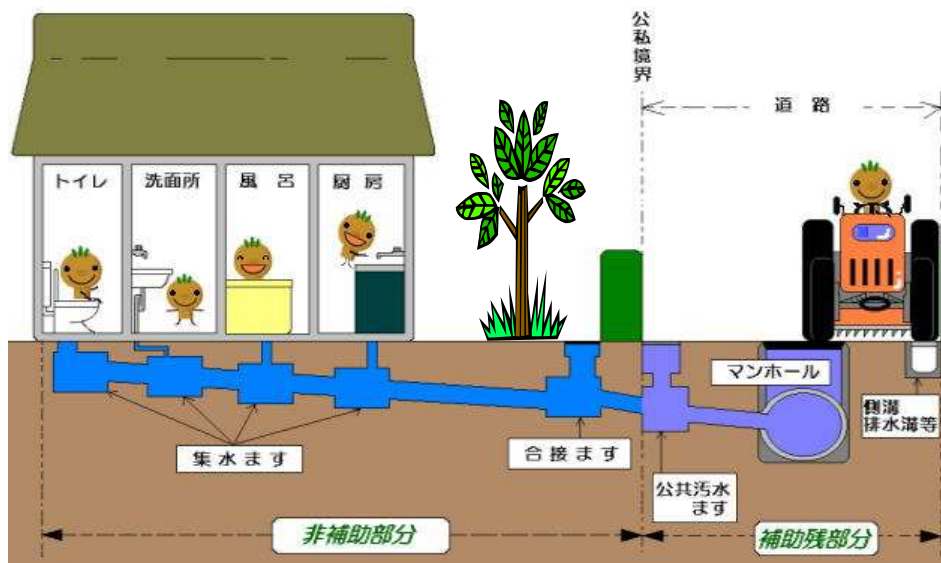 公私境界
道路
トイレ
洗面所
風呂
厨房
マンホール
側溝
排水溝等
集水ます
合接ます
公共汚水
ます
非補助部分
補助残部分